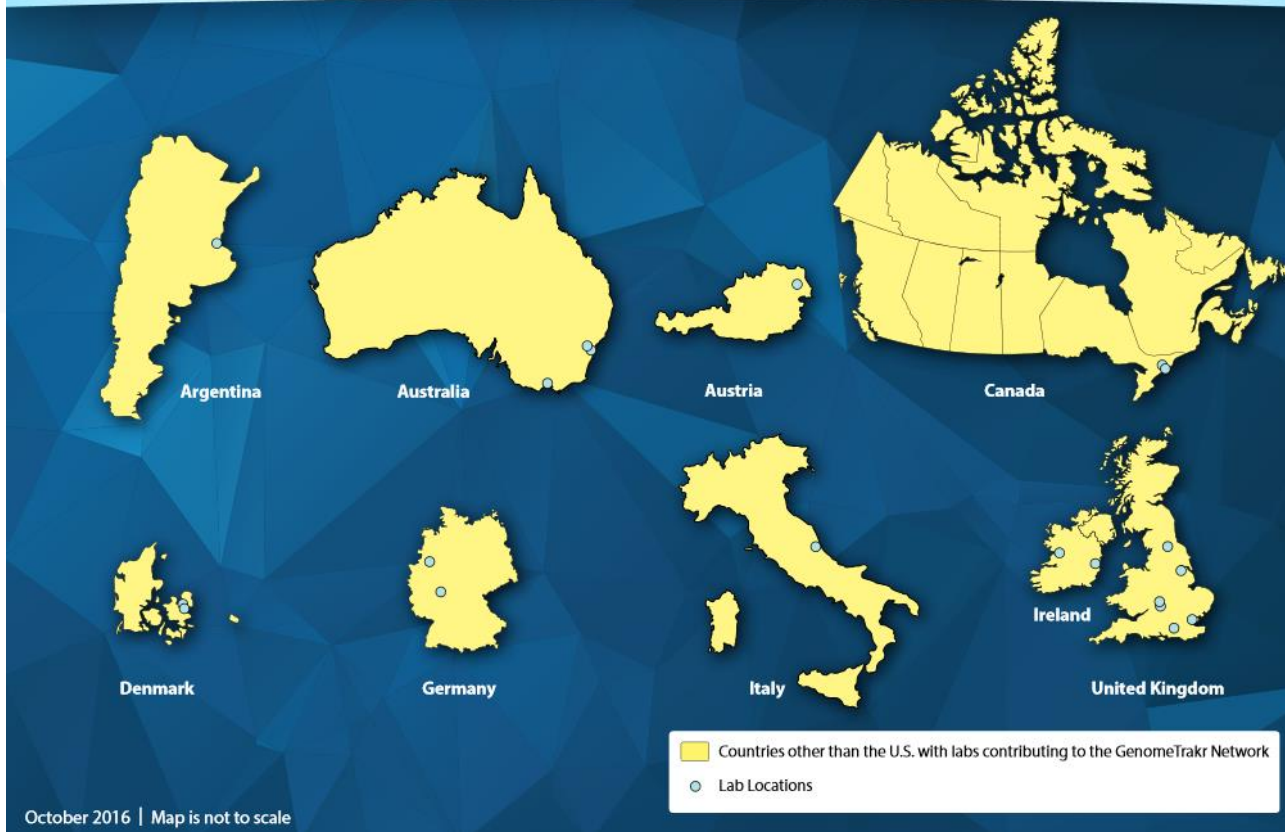 Argentina
Australia
Austria
Canada
Denmark
Germany
Italy
Ireland
United Kingdom
Countries other than the U.S. with labs contributing to the GenomeTrakr Network
Lab Locations
October 2016 | Map is not to scale